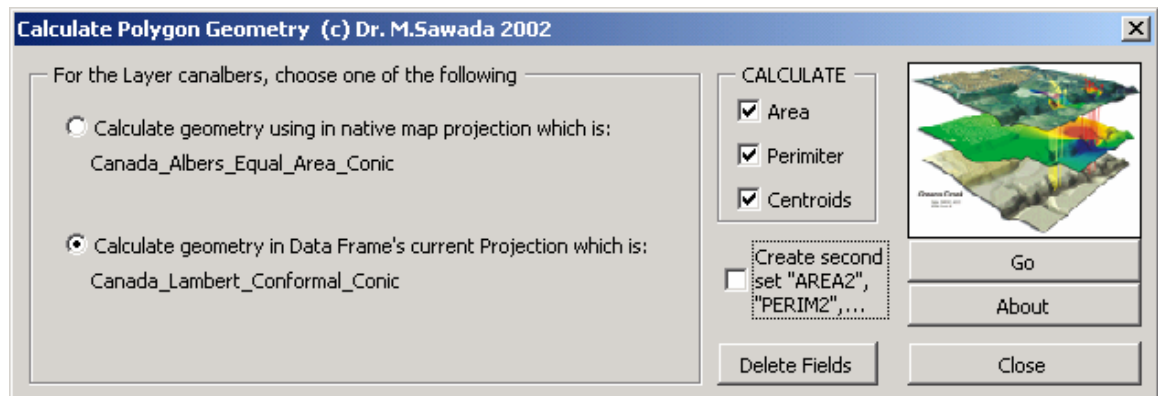 Calculate Polygon Geometry (c) Dr. M.Sawada 2002
For the Layer canalbers, choose one of the following
Calculate geometry using in native map projection which is:
Canada_Albers_Equal_Area_Conic
Calculate geometry in Data Frame's current Projection which is:
Canada_Lambert_Conformal_Conic
CALCULATE
Area
Perimiter
Centroids
Create second
set "AREA2",
"PERIM2",...
Delete Fields
Go
About
Close